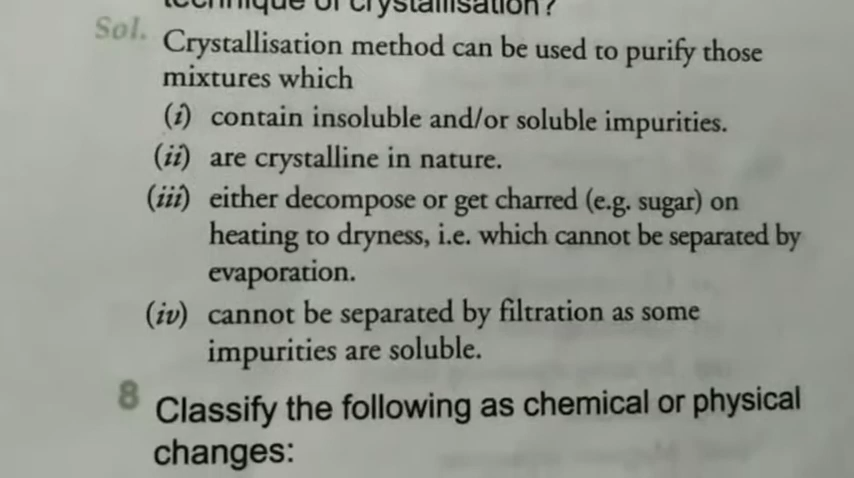 technique of crystallisation?
Sol. Crystallisation method can be used to purify those
mixtures which
(i) contain insoluble and/or soluble impurities.
(ii) are crystalline in nature.
(iii) either decompose or get charred (e.g. sugar) on
heating to dryness, i.e. which cannot be separated by
evaporation.
(iv) cannot be separated by filtration as some
impurities are soluble.
8 Classify the following as chemical or physical
changes: